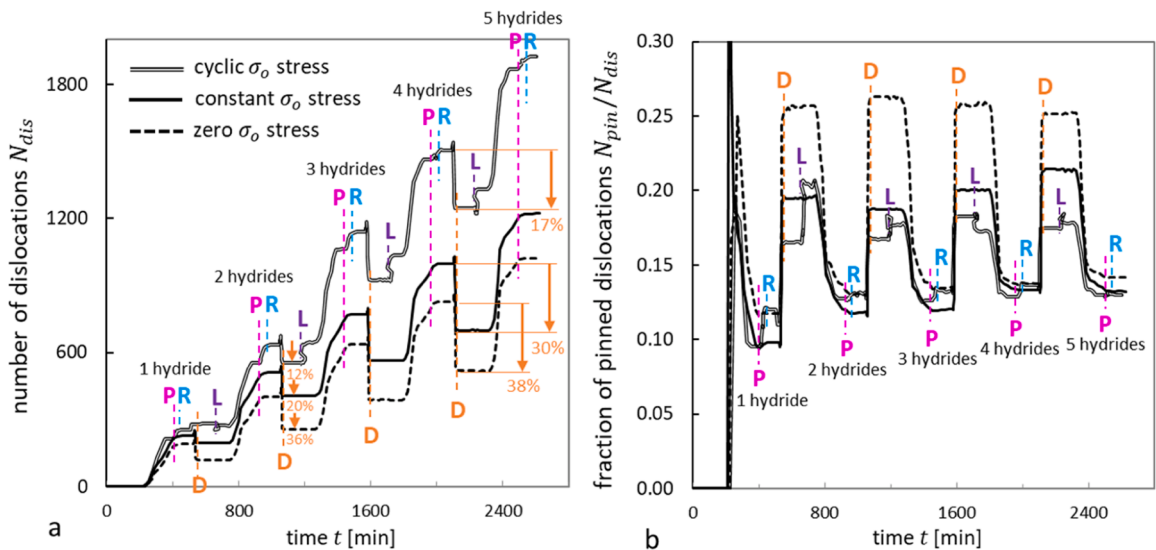 5 hydrides
P R
cyclic σₒ stress
constant σₒ stress
zero σₒ stress
4 hydrides
P R
3 hydrides
P R
2 hydrides
P R
1 hydride
P R
L
L
L
L
D
D
D
D
12%
20%
36%
17%
30%
38%
1800
1200
600
0
0
800
1600
2400
number of dislocations N_dis
time t [min]
a
0.30
0.25
0.20
0.15
0.10
0.05
0.00
0
800
1600
2400
fraction of pinned dislocations N_pin/N_dis
time t [min]
b
D
D
D
D
L
L
L
L
R
R
R
R
R
P
P
P
P
P
1 hydride
2 hydrides
3 hydrides
4 hydrides
5 hydrides